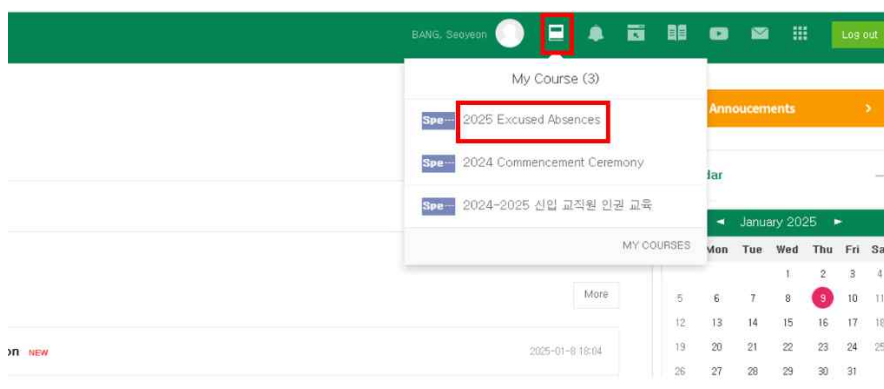 BANG, Seoyeon
Log out
My Course (3)
Spe... 2025 Excused Absences
Spe... 2024 Commencement Ceremony
Spe... 2024-2025 신입 교직원 인권 교육
MY COURSES
Annoucements
dar
January 2025
Mon Tue Wed Thu Fri Sa
1 2 3 4
More
5 6 7 8 9 10 11
12 13 14 15 16 17 18
on NEW
2025-01-8 18:04
19 20 21 22 23 24 25
26 27 28 29 30 31